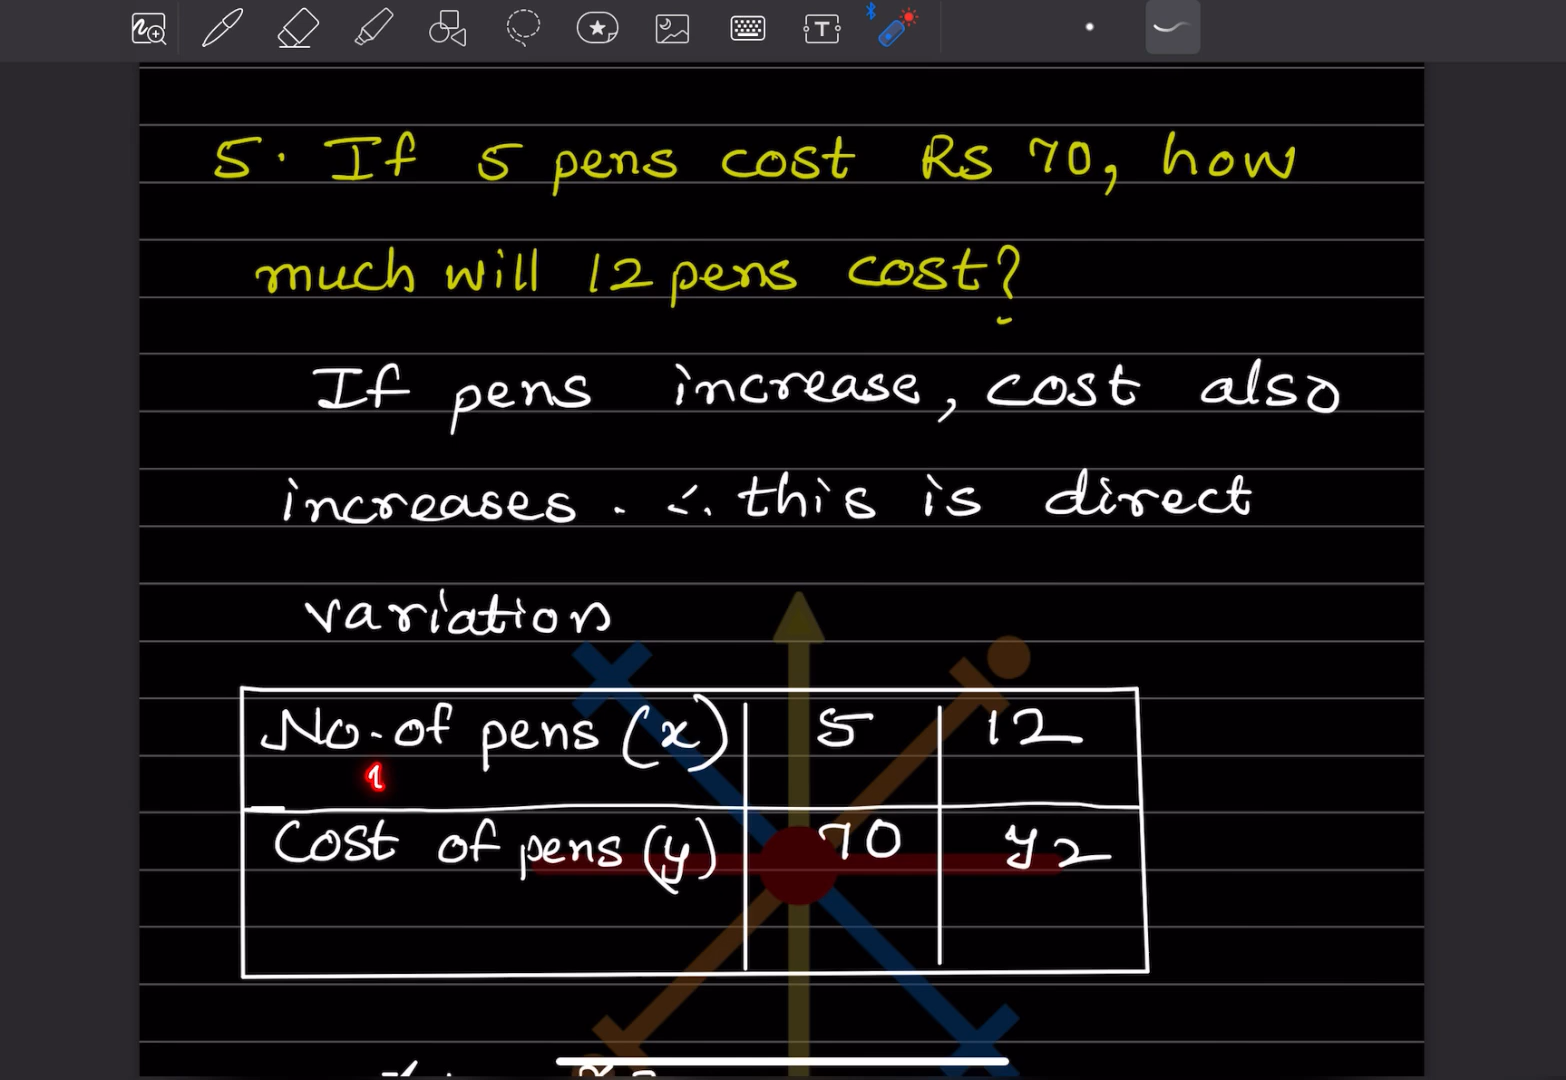 5. If 5 pens cost Rs 70, how
much will 12 pens cost?
If pens increase, cost also
increases. ∴ this is direct
variation
No. of pens (x) 5 12
Cost of pens (y) 70 y2